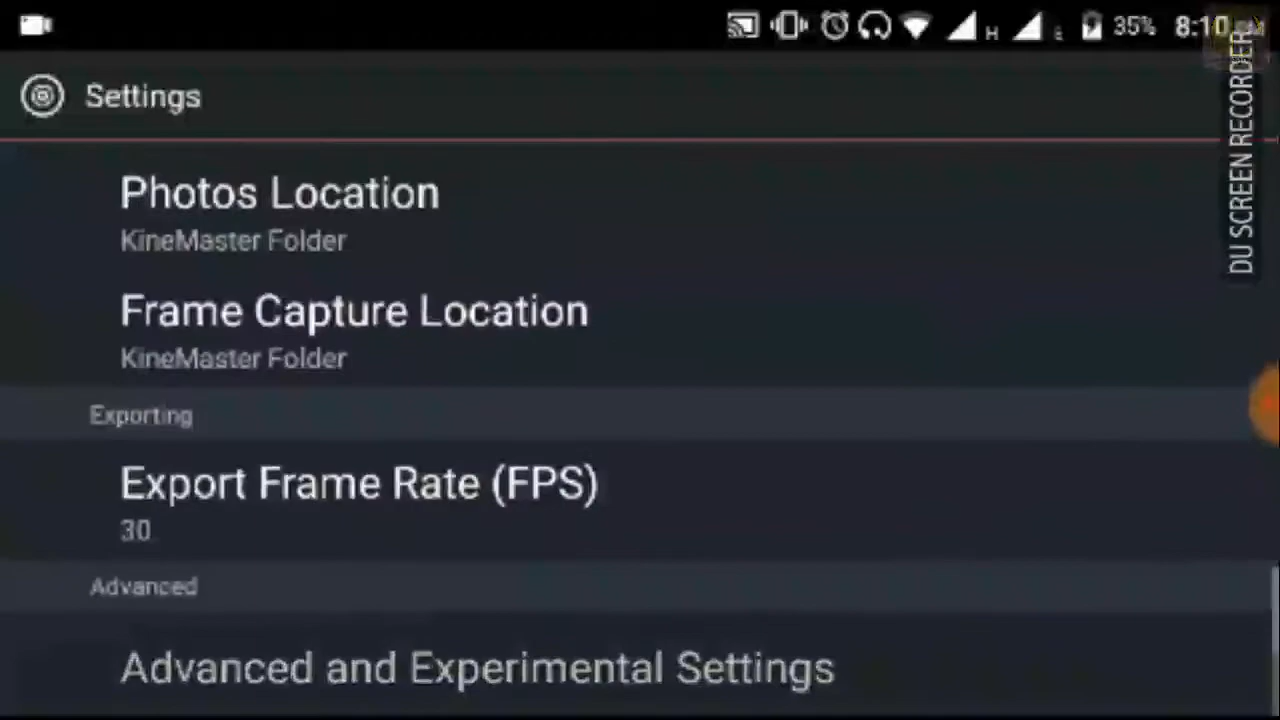 35% 8:10
Settings
DU SCREEN RECORDER
Photos Location
KineMaster Folder
Frame Capture Location
KineMaster Folder
Exporting
Export Frame Rate (FPS)
30
Advanced
Advanced and Experimental Settings